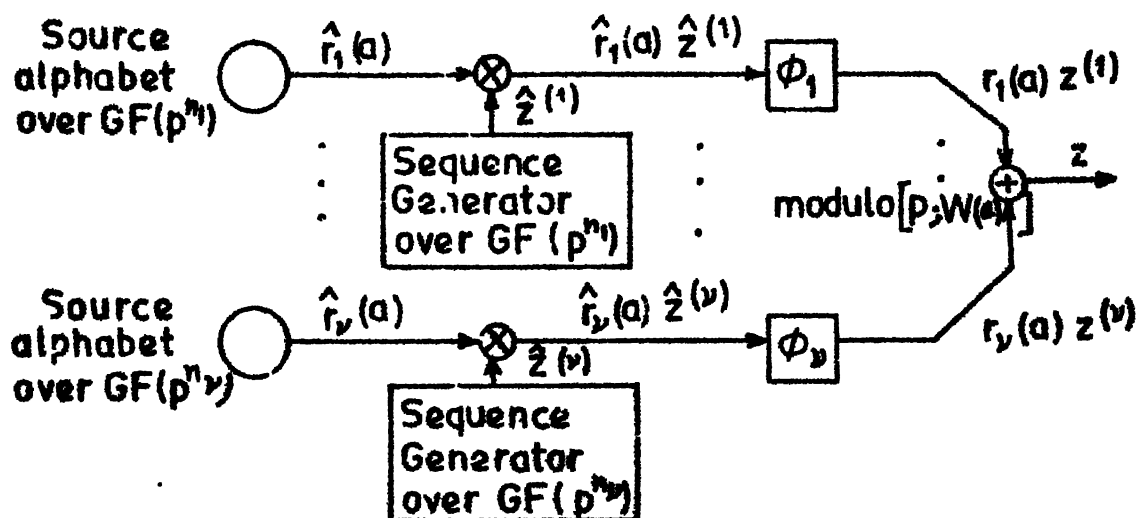 Source
alphabet
over GF(p^n₁)
r̂₁(a)
⊗
r̂₁(a) ẑ^(1)
Φ₁
r₁(a) z^(1)
ẑ^(1)
Sequence
Generator
over GF (p^n₁)
+
z
modulo[p;W(a)]
Source
alphabet
over GF(p^nν)
r̂ν(a)
⊗
r̂ν(a) ẑ^(ν)
Φν
rν(a) z^(ν)
ẑ^(ν)
Sequence
Generator
over GF( p^nν)